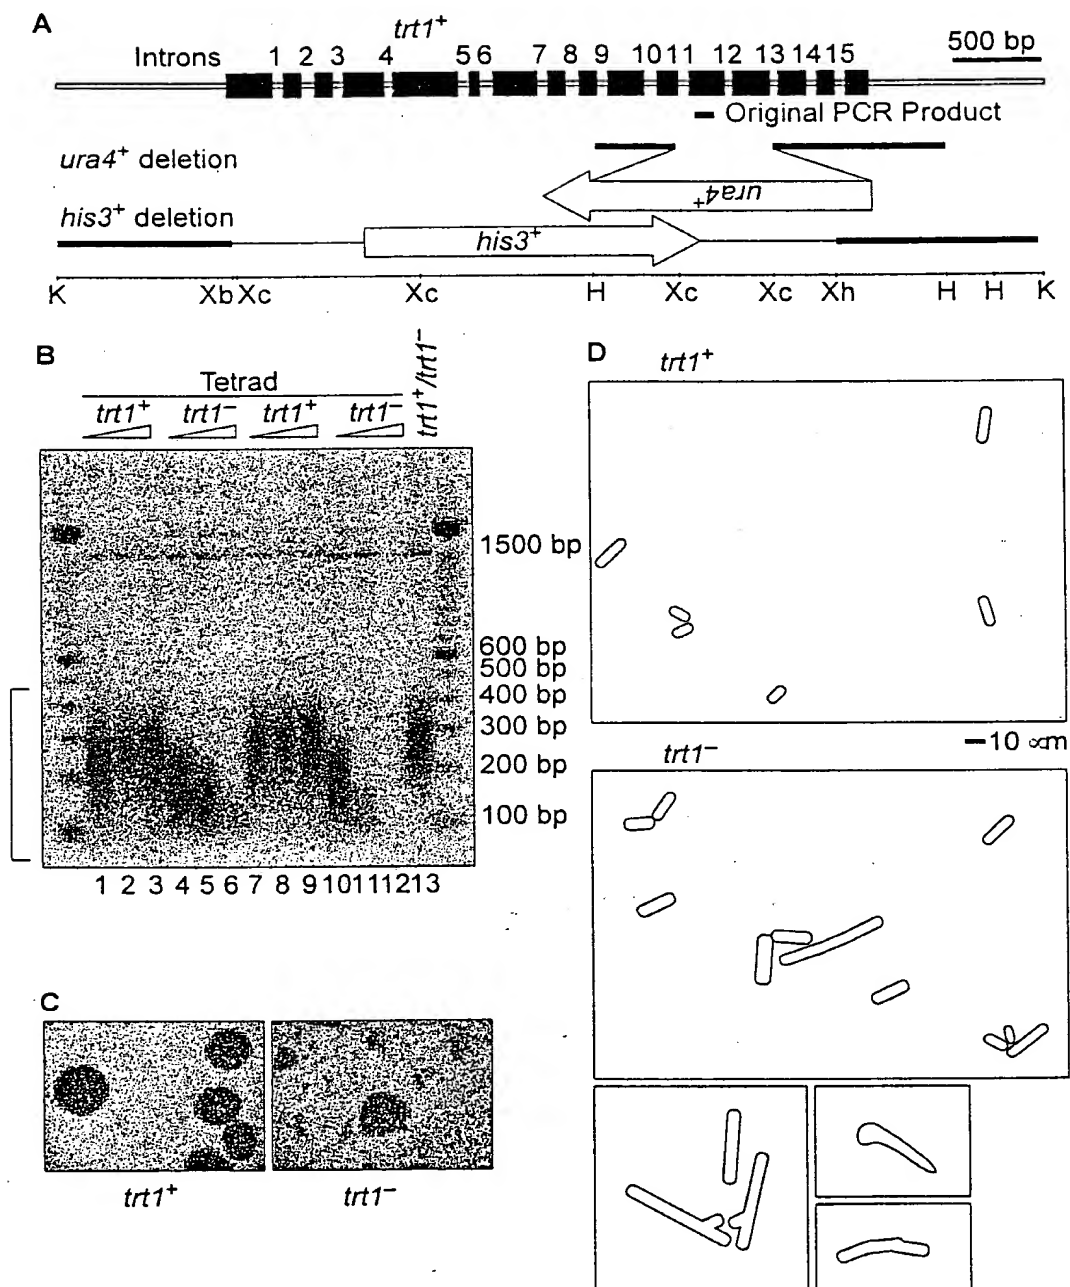 A
trt1+
Introns 1 2 3 4 5 6 7 8 9 10 11 12 13 14 15
500 bp
Original PCR Product
ura4+ deletion
ura4+
his3+ deletion
his3+
K Xb Xc Xc H Xc Xc Xh H H K
B
Tetrad
trt1+ trt1− trt1+ trt1− trt1+/trt1−
1500 bp
600 bp
500 bp
400 bp
300 bp
200 bp
100 bp
1 2 3 4 5 6 7 8 9 10 11 12 13
C
trt1+ trt1−
D
trt1+
10 ∝m
trt1−